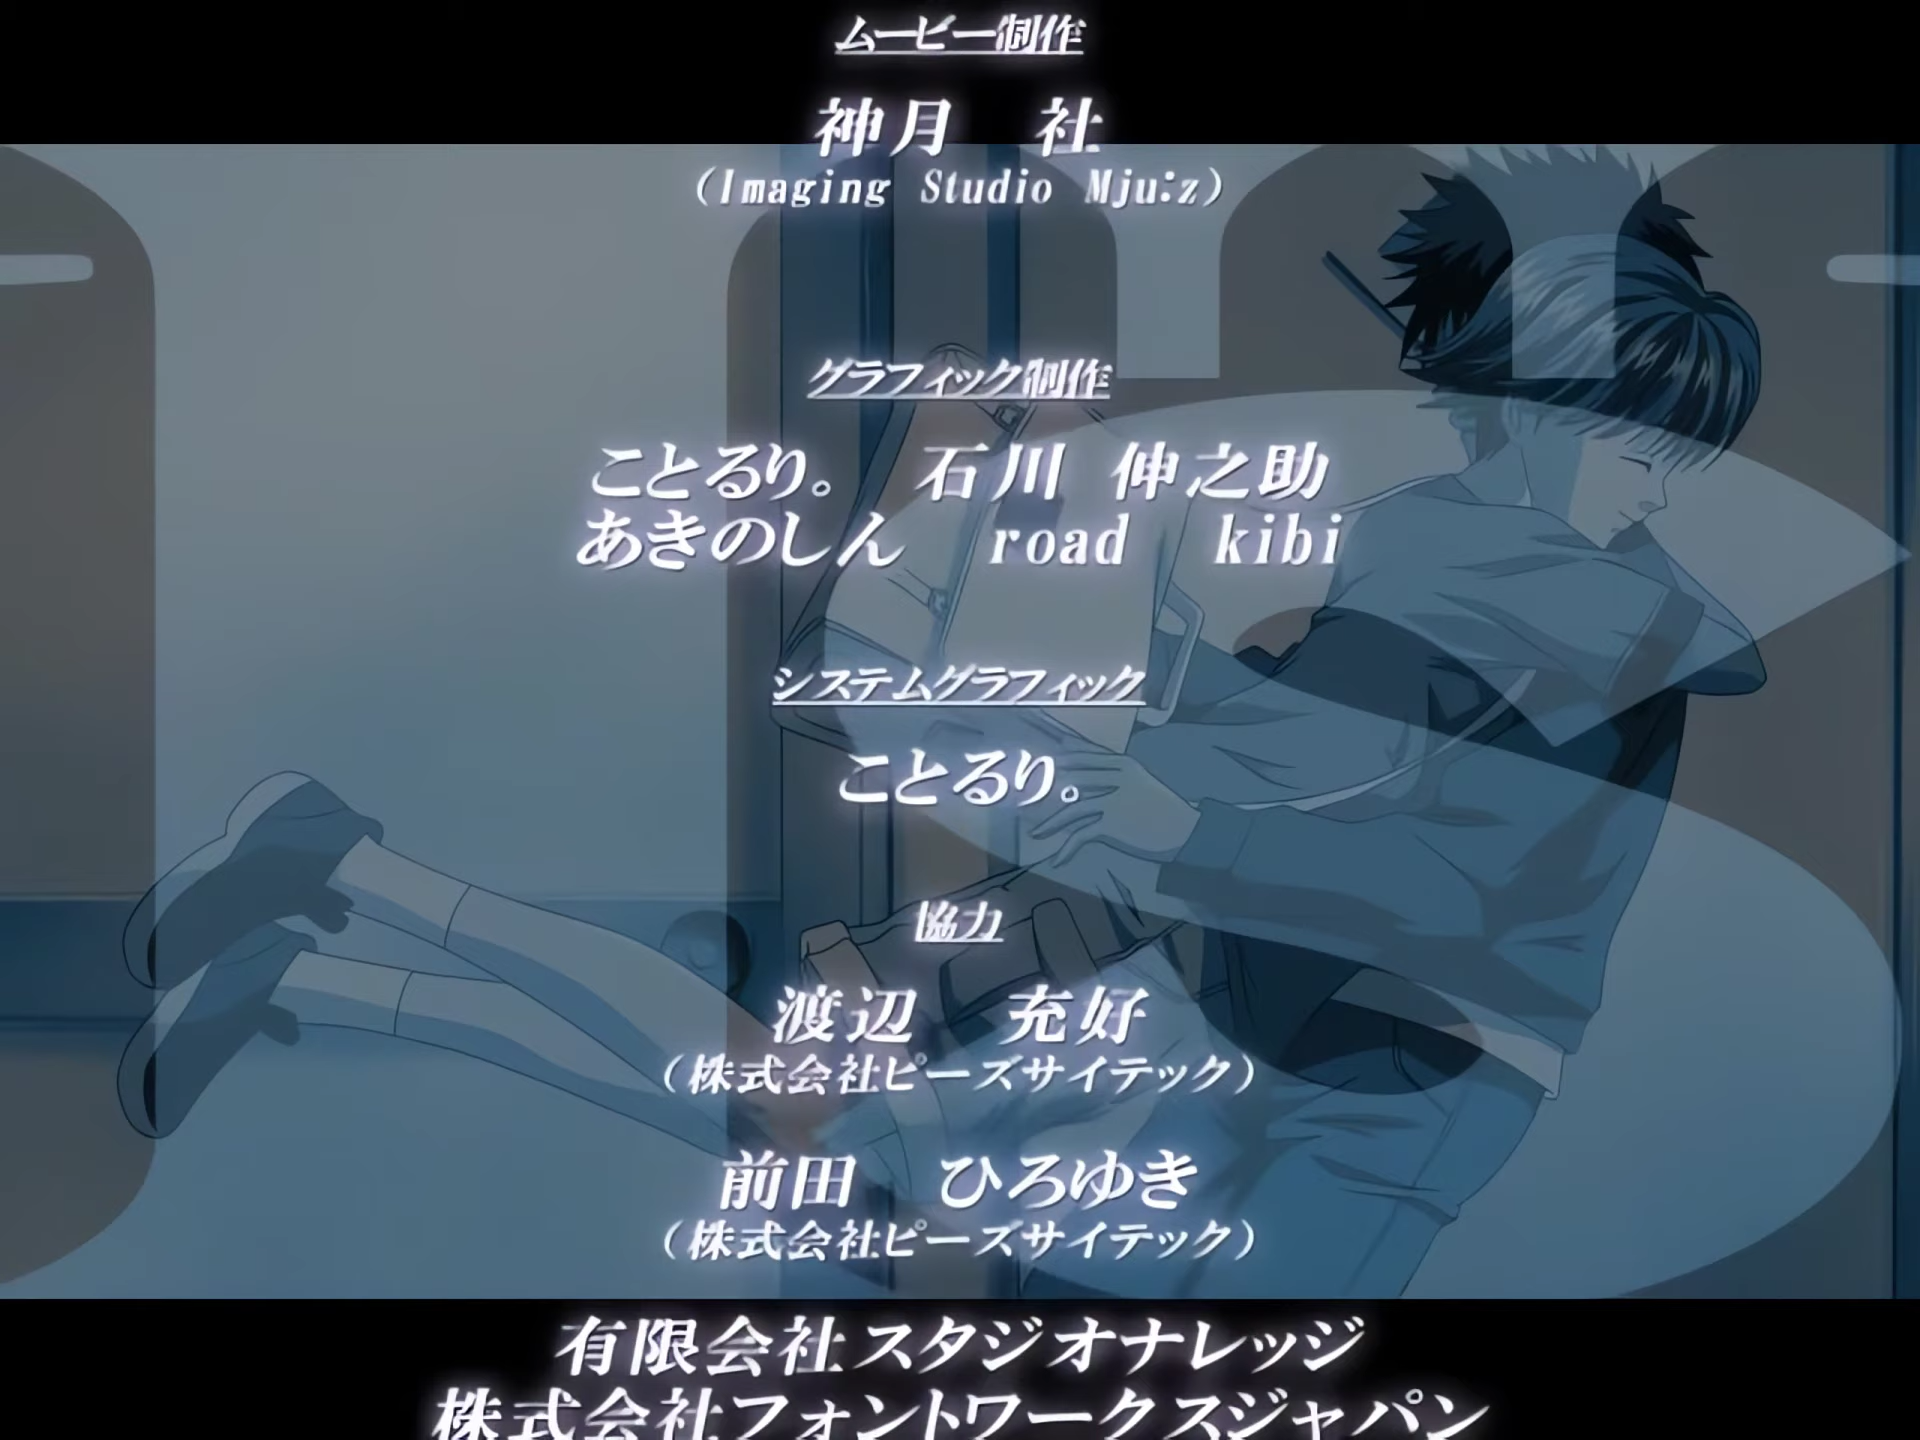 ムービー制作
神月　社
（Imaging Studio Mju:z）
グラフィック制作
ことるり。　石川 伸之助
あきのしん　road　kibi
システムグラフィック
ことるり。
協力
渡辺　充好
（株式会社ピーズサイテック）
前田　ひろゆき
（株式会社ピーズサイテック）
有限会社スタジオナレッジ
株式会社フォントワークスジャパン